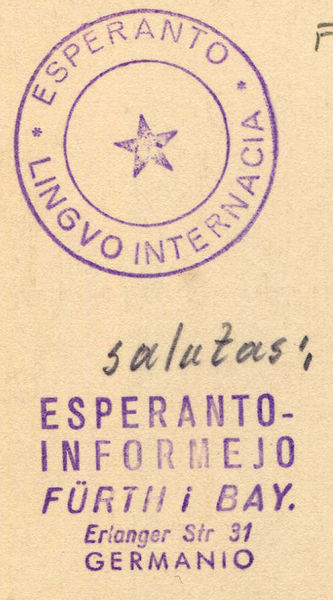 * ESPERANTO *
LINGVO INTERNACIA
salutas:
ESPERANTO-
INFORMEJO
FÜRTH i BAY.
Erlanger Str 31
GERMANIO